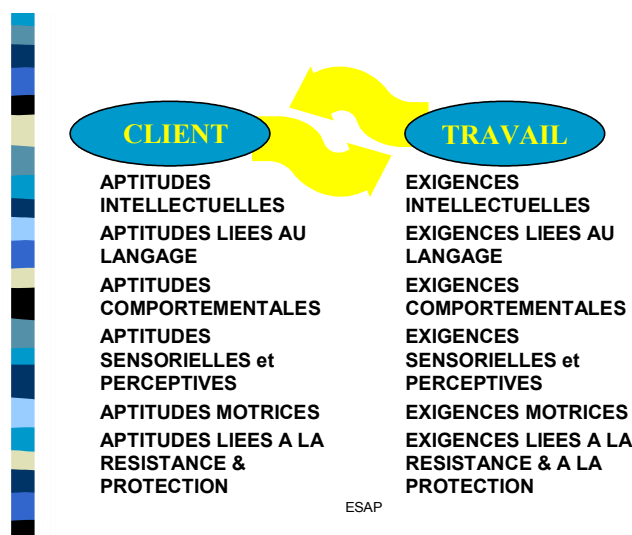 CLIENT
APTITUDES
INTELLECTUELLES
APTITUDES LIEES AU
LANGAGE
APTITUDES
COMPORTEMENTALES
APTITUDES
SENSORIELLES et
PERCEPTIVES
APTITUDES MOTRICES
APTITUDES LIEES A LA
RESISTANCE &
PROTECTION
TRAVAIL
EXIGENCES
INTELLECTUELLES
EXIGENCES LIEES AU
LANGAGE
EXIGENCES
COMPORTEMENTALES
EXIGENCES
SENSORIELLES et
PERCEPTIVES
EXIGENCES MOTRICES
EXIGENCES LIEES A LA
RESISTANCE & A LA
PROTECTION
ESAP